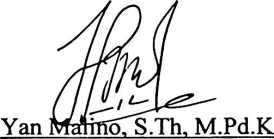 Yan Malino, S.Th, M.Pd.K